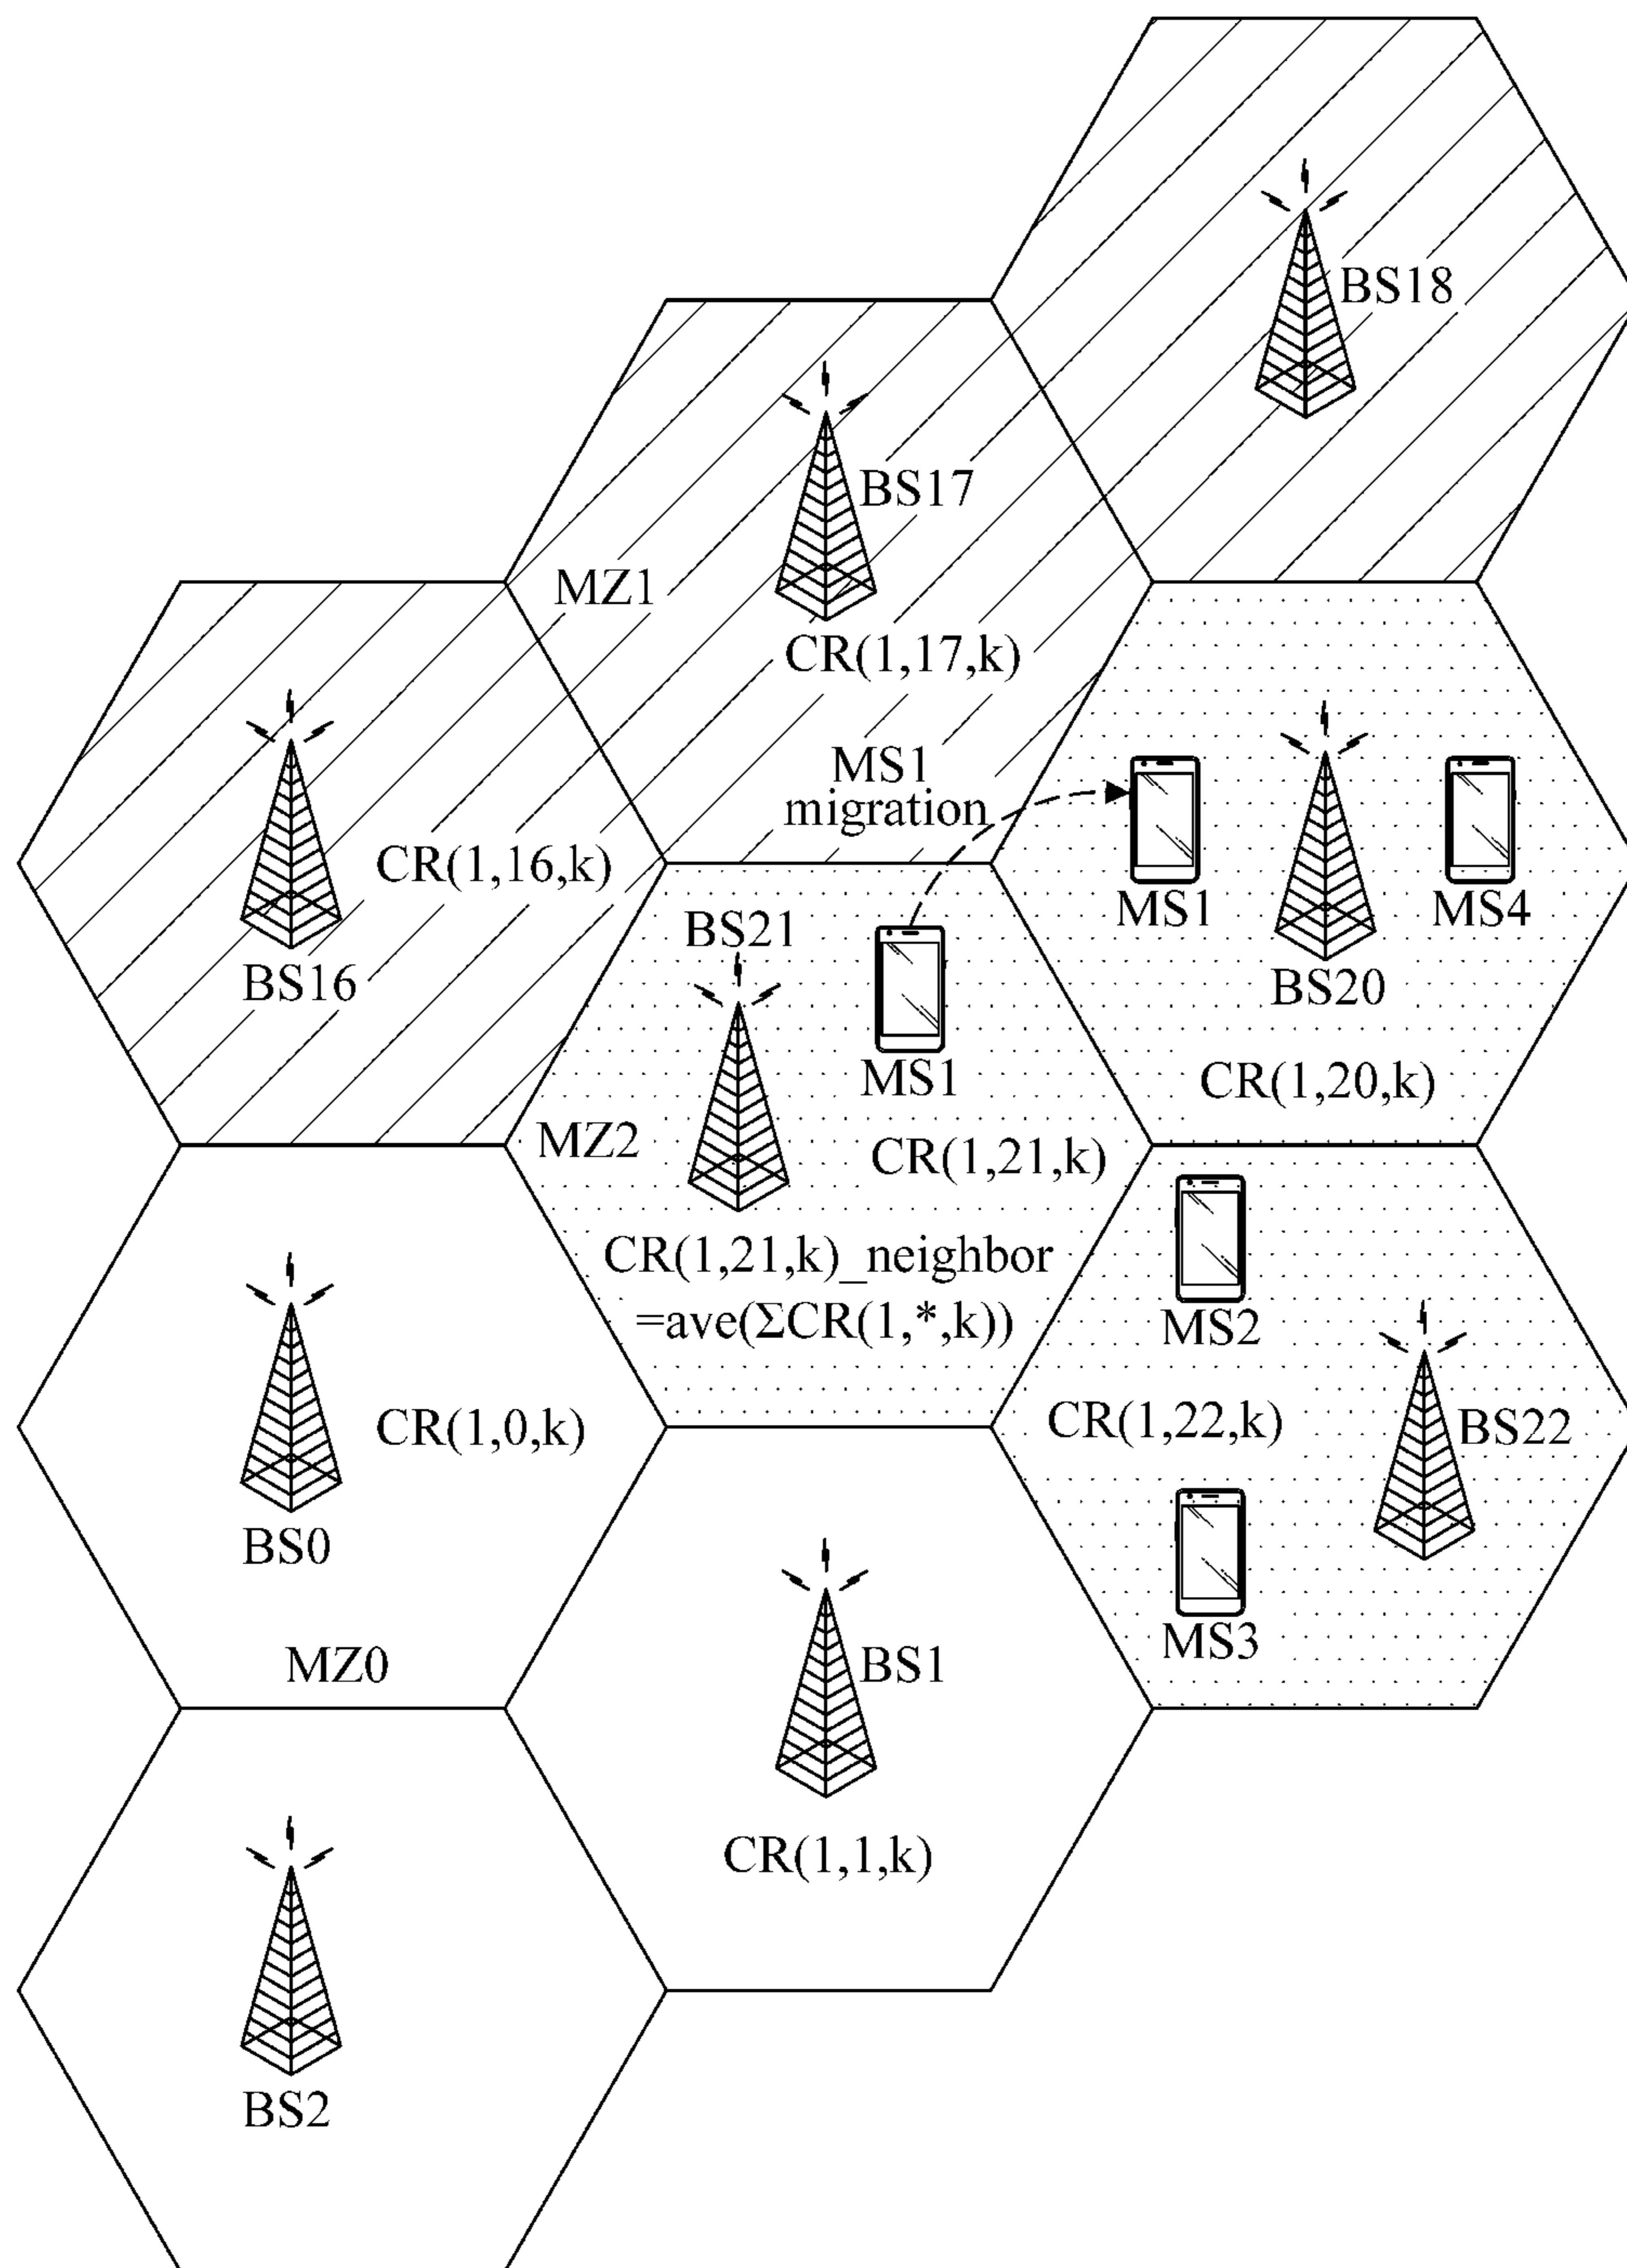 BS18
BS17
MZ1
CR(1,17,k)
MS1
migration
CR(1,16,k)
BS16
MS1
MS4
BS20
CR(1,20,k)
BS21
MS1
MZ2
CR(1,21,k)
CR(1,21,k)_neighbor
=ave(ΣCR(1,*,k))
MS2
CR(1,22,k)
BS22
MS3
CR(1,0,k)
BS0
MZ0
BS1
CR(1,1,k)
BS2